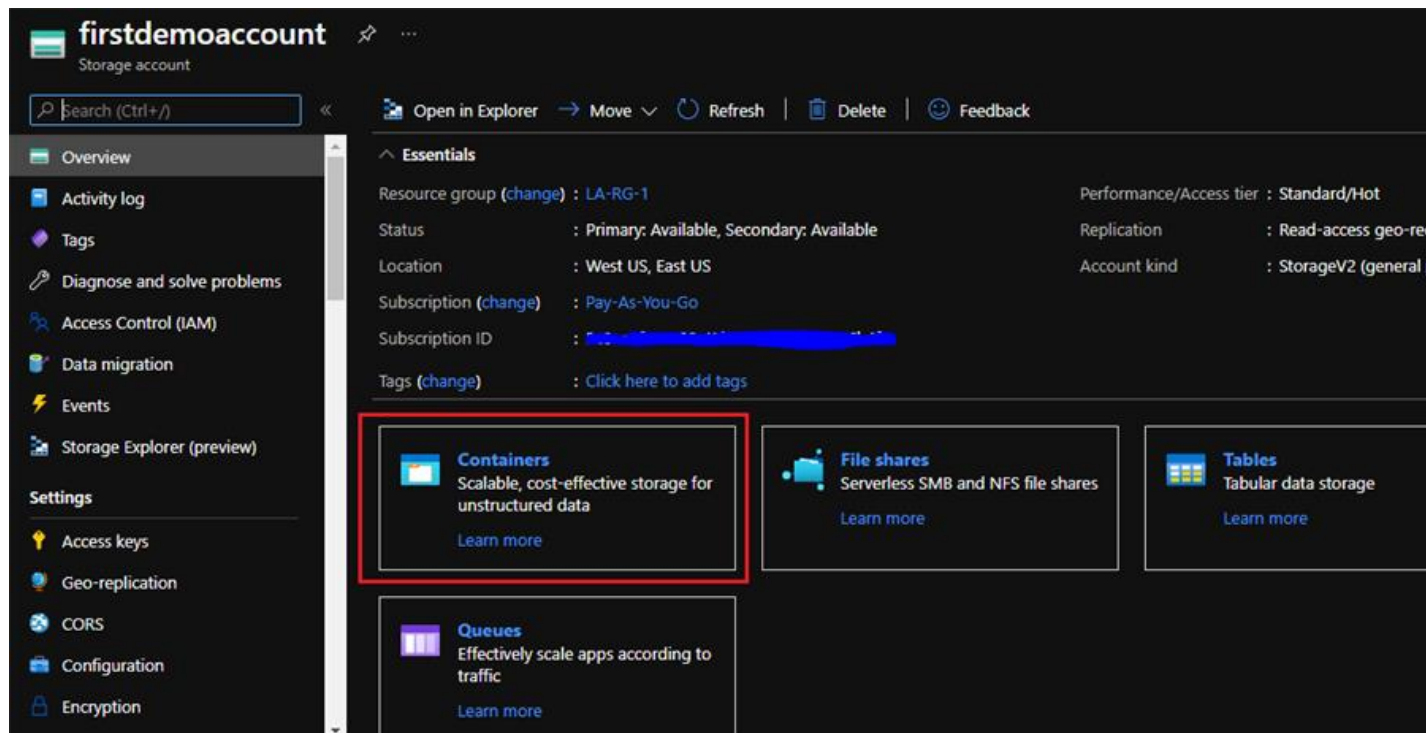 firstdemoaccount
Storage account
Search (Ctrl+/)
«
Open in Explorer
Move
Refresh
Delete
Feedback
Overview
Activity log
Tags
Diagnose and solve problems
Access Control (IAM)
Data migration
Events
Storage Explorer (preview)
Settings
Access keys
Geo-replication
CORS
Configuration
Encryption
Essentials
Resource group (change) : LA-RG-1
Status : Primary: Available, Secondary: Available
Location : West US, East US
Subscription (change) : Pay-As-You-Go
Subscription ID :
Tags (change) : Click here to add tags
Performance/Access tier : Standard/Hot
Replication : Read-access geo-re
Account kind : StorageV2 (general
Containers
Scalable, cost-effective storage for
unstructured data
Learn more
File shares
Serverless SMB and NFS file shares
Learn more
Tables
Tabular data storage
Learn more
Queues
Effectively scale apps according to
traffic
Learn more